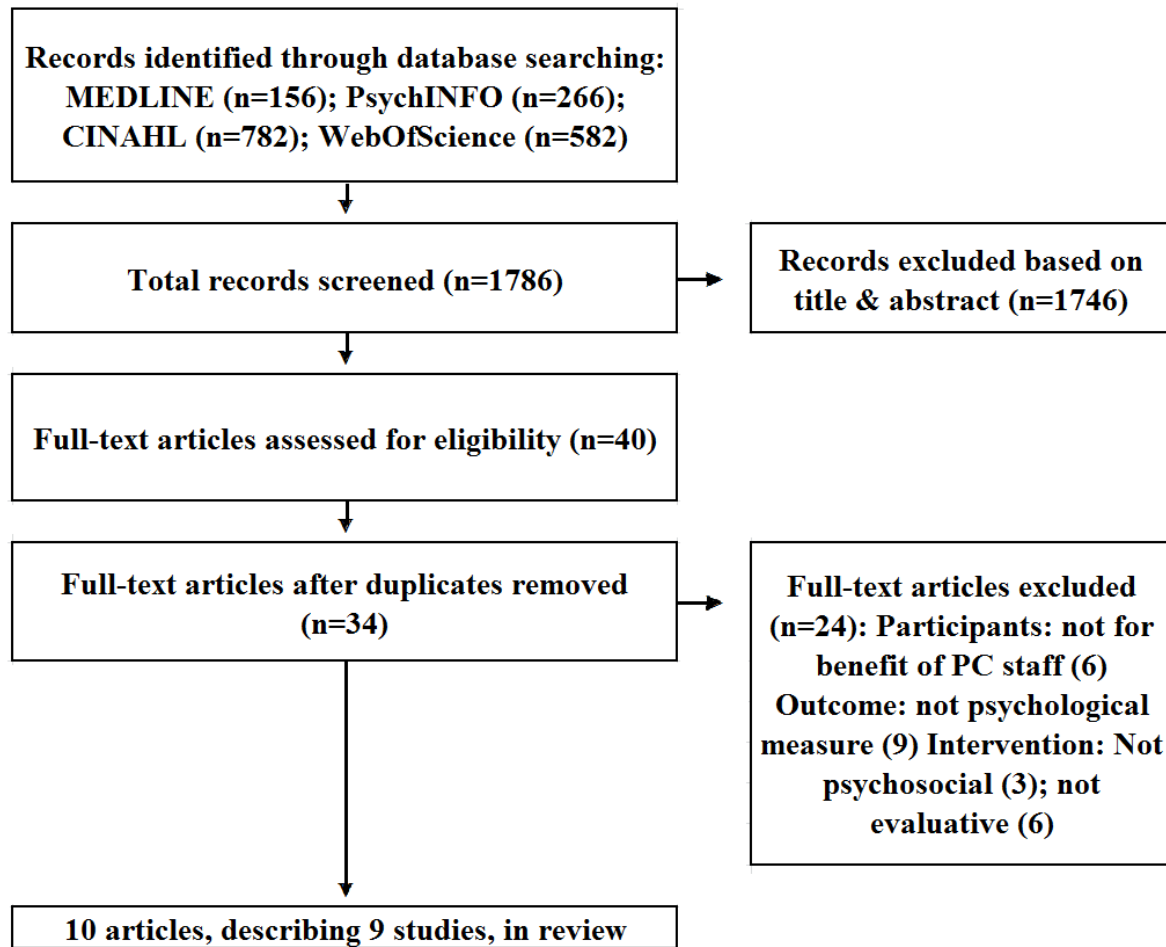 Records identified through database searching:
MEDLINE (n=156); PsychINFO (n=266);
CINAHL (n=782); WebOfScience (n=582)
Total records screened (n=1786)
Records excluded based on
title & abstract (n=1746)
Full-text articles assessed for eligibility (n=40)
Full-text articles after duplicates removed
(n=34)
Full-text articles excluded
(n=24): Participants: not for
benefit of PC staff (6)
Outcome: not psychological
measure (9) Intervention: Not
psychosocial (3); not
evaluative (6)
10 articles, describing 9 studies, in review